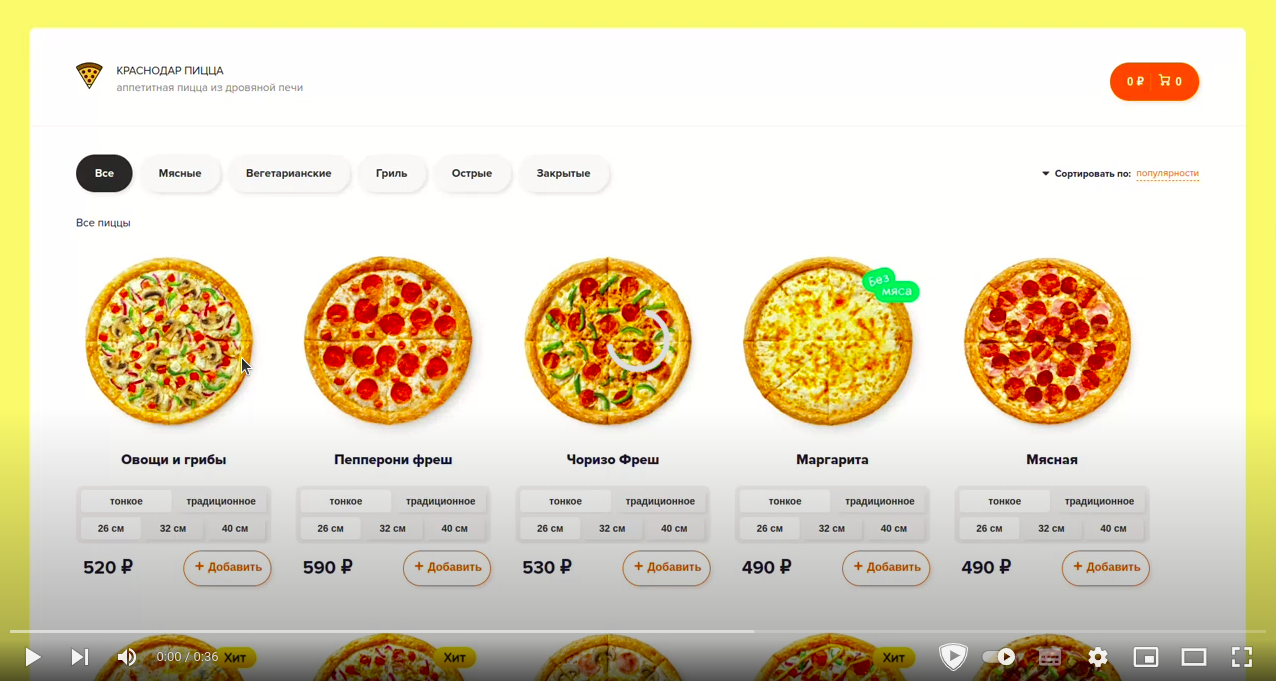 КРАСНОДАР ПИЦЦА
аппетитная пицца из дровяной печи
0 ₽ 0
Все Мясные Вегетарианские Гриль Острые Закрытые
Сортировать по: популярности
Все пиццы
Без
мяса
Овощи и грибы Пепперони фреш Чоризо Фреш Маргарита Мясная
тонкое традиционное тонкое традиционное тонкое традиционное тонкое традиционное тонкое традиционное
26 см 32 см 40 см 26 см 32 см 40 см 26 см 32 см 40 см 26 см 32 см 40 см 26 см 32 см 40 см
520 ₽ + Добавить 590 ₽ + Добавить 530 ₽ + Добавить 490 ₽ + Добавить 490 ₽ + Добавить
0:00 / 0:36 Хит Хит Хит